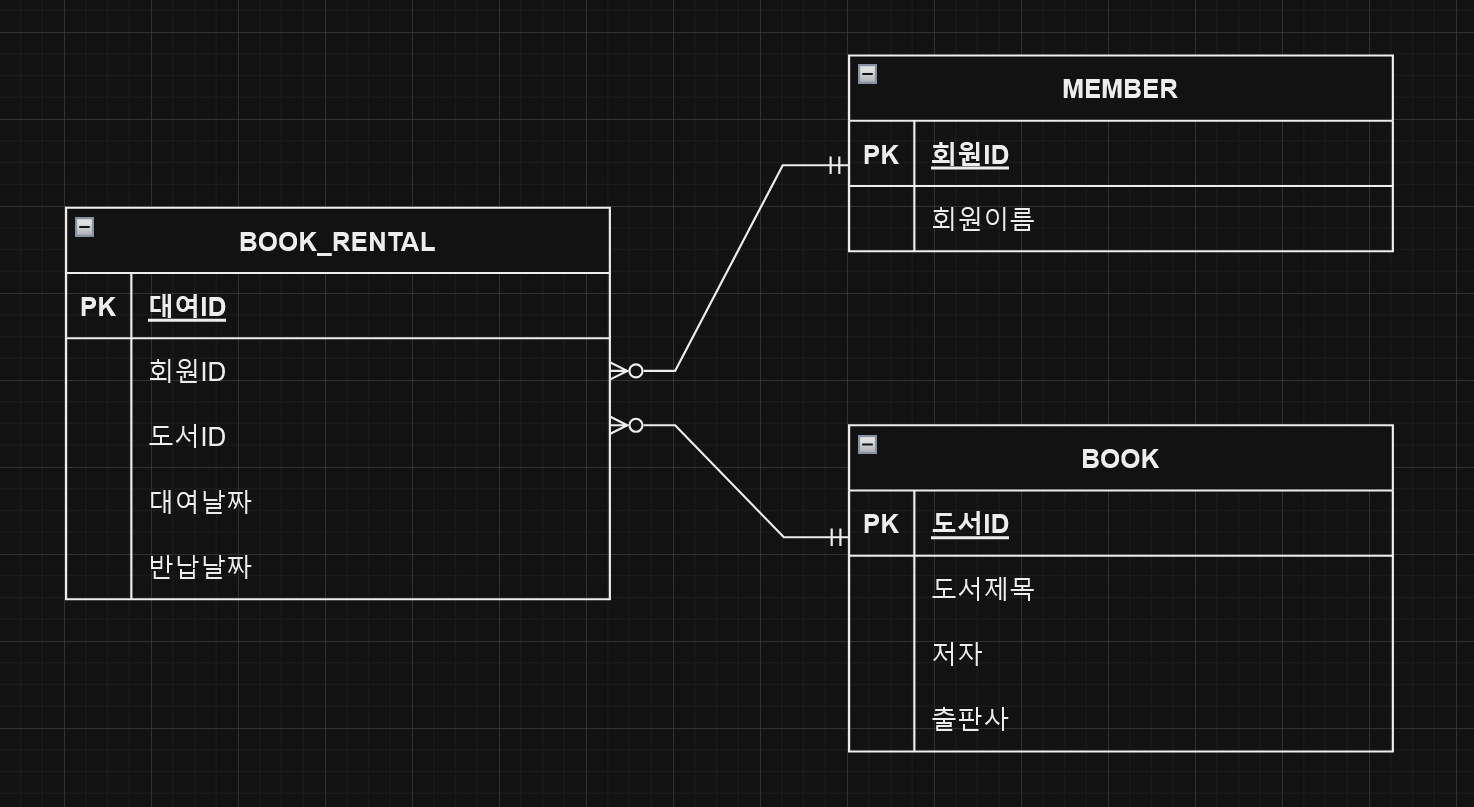 BOOK_RENTAL
PK 대여ID
회원ID
도서ID
대여날짜
반납날짜
MEMBER
PK 회원ID
회원이름
BOOK
PK 도서ID
도서제목
저자
출판사